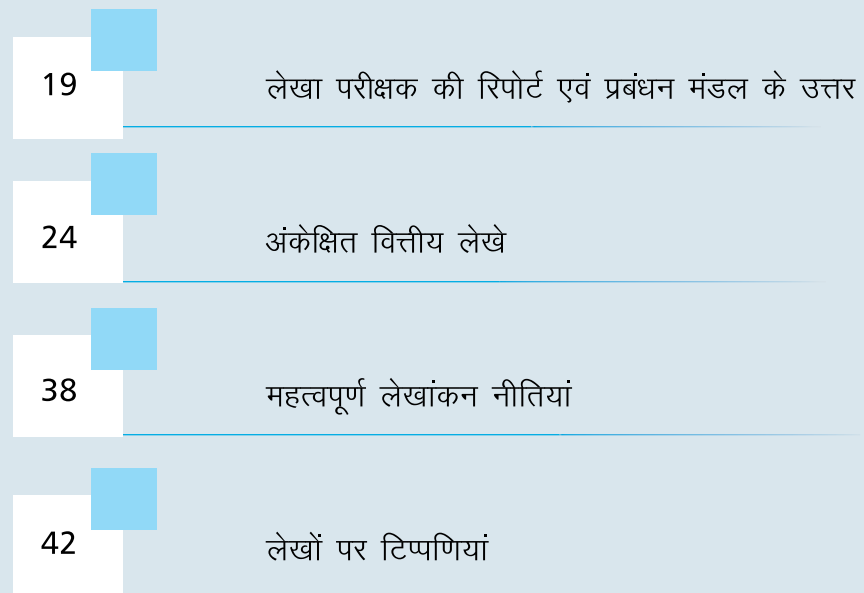 19 लेखा परीक्षक की रिपोर्ट एवं प्रबंधन मंडल के उत्तर
24 अंकेक्षित वित्तीय लेखे
38 महत्वपूर्ण लेखांकन नीतियां
42 लेखों पर टिप्पणियां